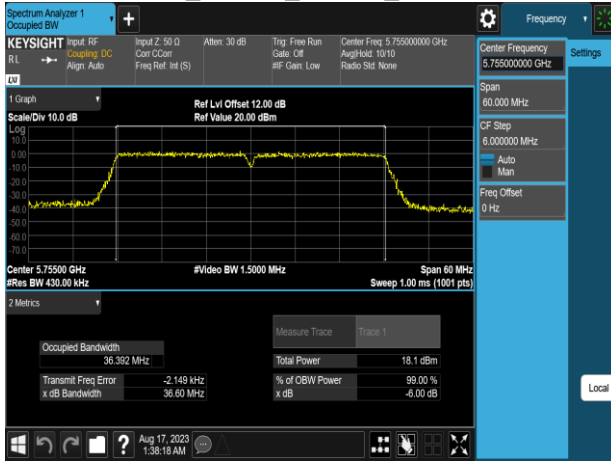 Spectrum Analyzer 1
Occupied BW
Frequency
KEYSIGHT
Input: RF
Coupling: DC
Align: Auto
Input Z: 50 Ω
Corr CCorr
Freq Ref: Int (S)
Atten: 30 dB
Trig: Free Run
Gate: Off
#IF Gain: Low
Center Freq: 5.755000000 GHz
Avg|Hold: 10/10
Radio Std: None
RL
LXI
Center Frequency
5.755000000 GHz
Settings
Span
60.000 MHz
CF Step
6.000000 MHz
Auto
Man
Freq Offset
0 Hz
1 Graph
Ref Lvl Offset 12.00 dB
Scale/Div 10.0 dB
Ref Value 20.00 dBm
Log
10.0
0.00
-10.0
-20.0
-30.0
-40.0
-50.0
-60.0
-70.0
Center 5.75500 GHz
#Video BW 1.5000 MHz
Span 60 MHz
#Res BW 430.00 kHz
Sweep 1.00 ms (1001 pts)
2 Metrics
Measure Trace
Trace 1
Occupied Bandwidth
36.392 MHz
Total Power
18.1 dBm
Transmit Freq Error
-2.149 kHz
% of OBW Power
99.00 %
x dB Bandwidth
36.60 MHz
x dB
-6.00 dB
Local
?
Aug 17, 2023
1:38:18 AM